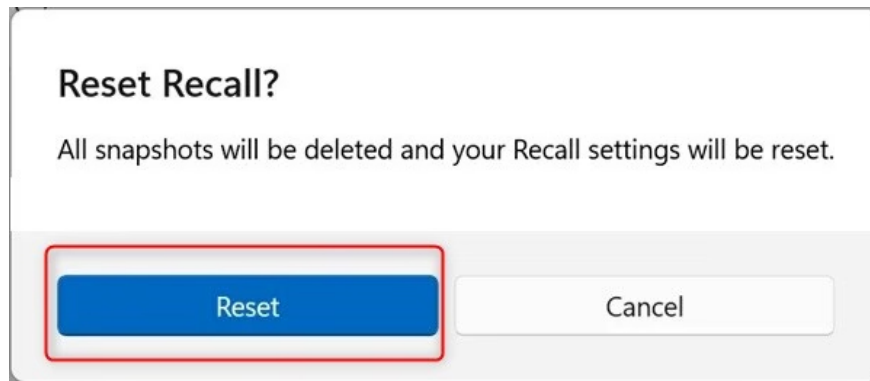 Reset Recall?
All snapshots will be deleted and your Recall settings will be reset.
Reset
Cancel